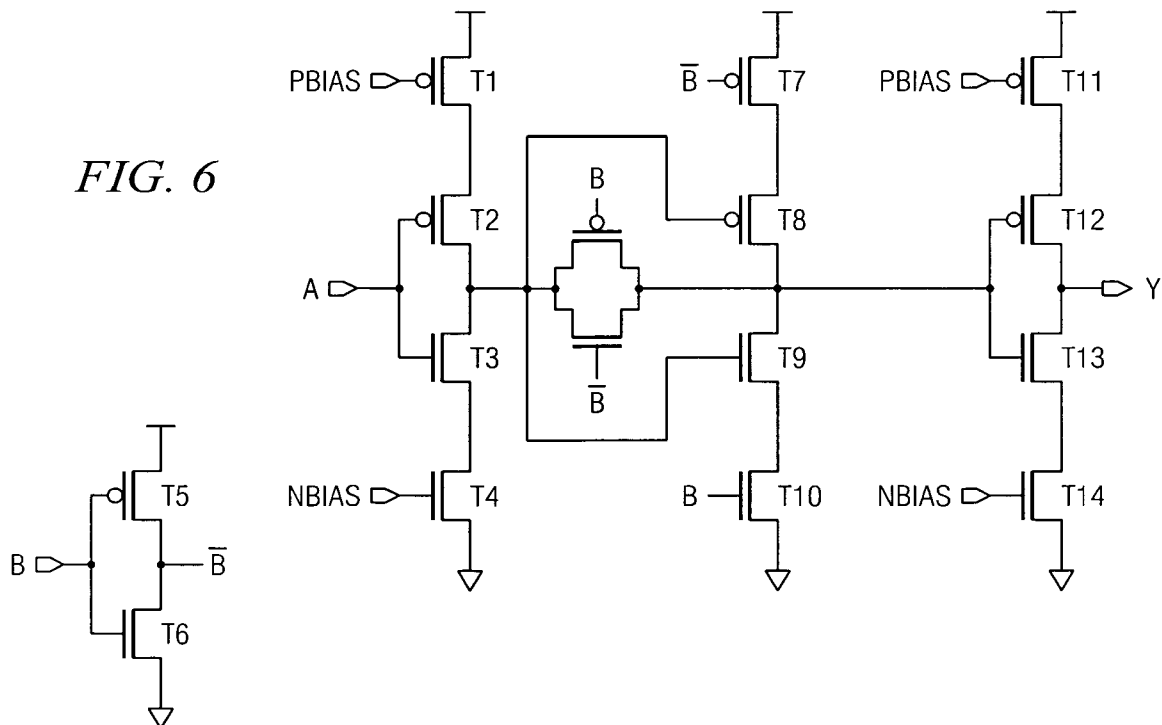 PBIAS T1 B̅ T7 PBIAS T11
FIG. 6
B
T2 T8 T12
A Y
T3 T9 T13
B̅
NBIAS T4 B T10 NBIAS T14
T5
B B̅
T6